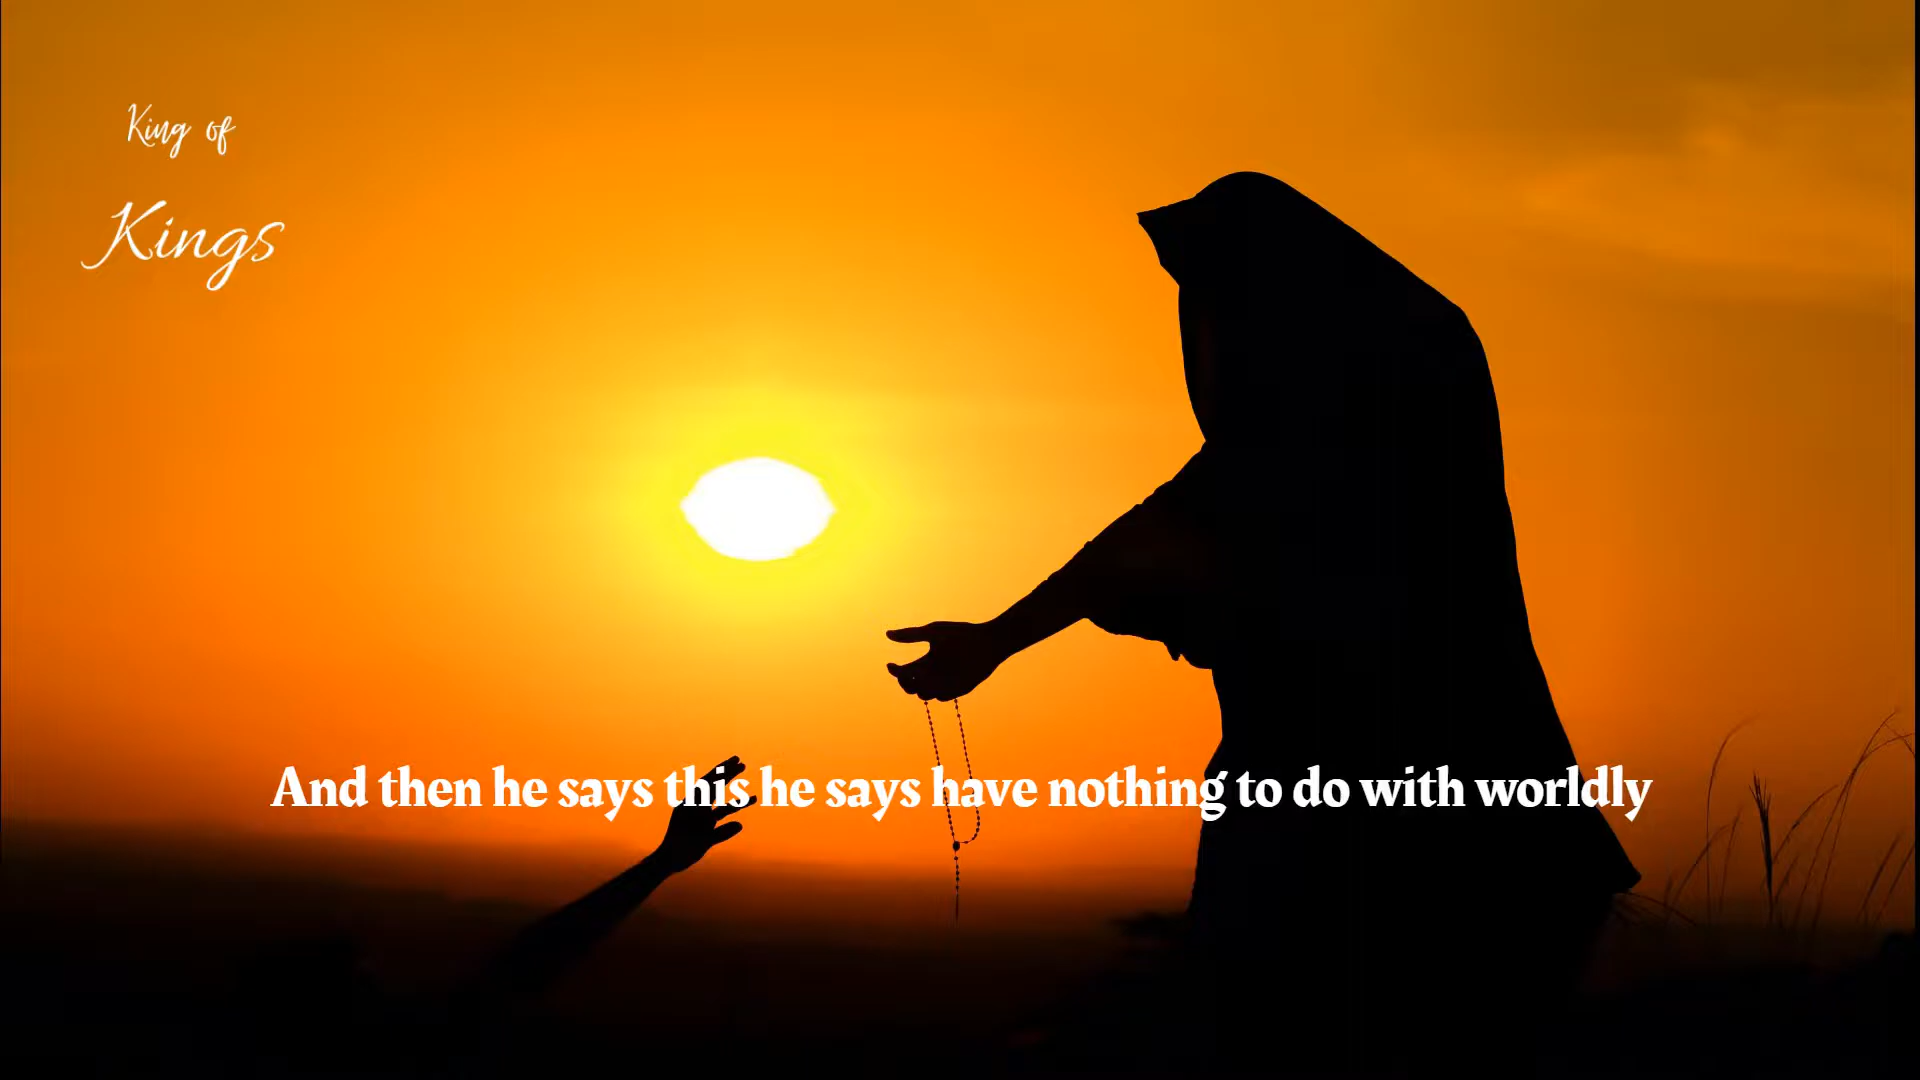 King of
Kings
And then he says this he says have nothing to do with worldly